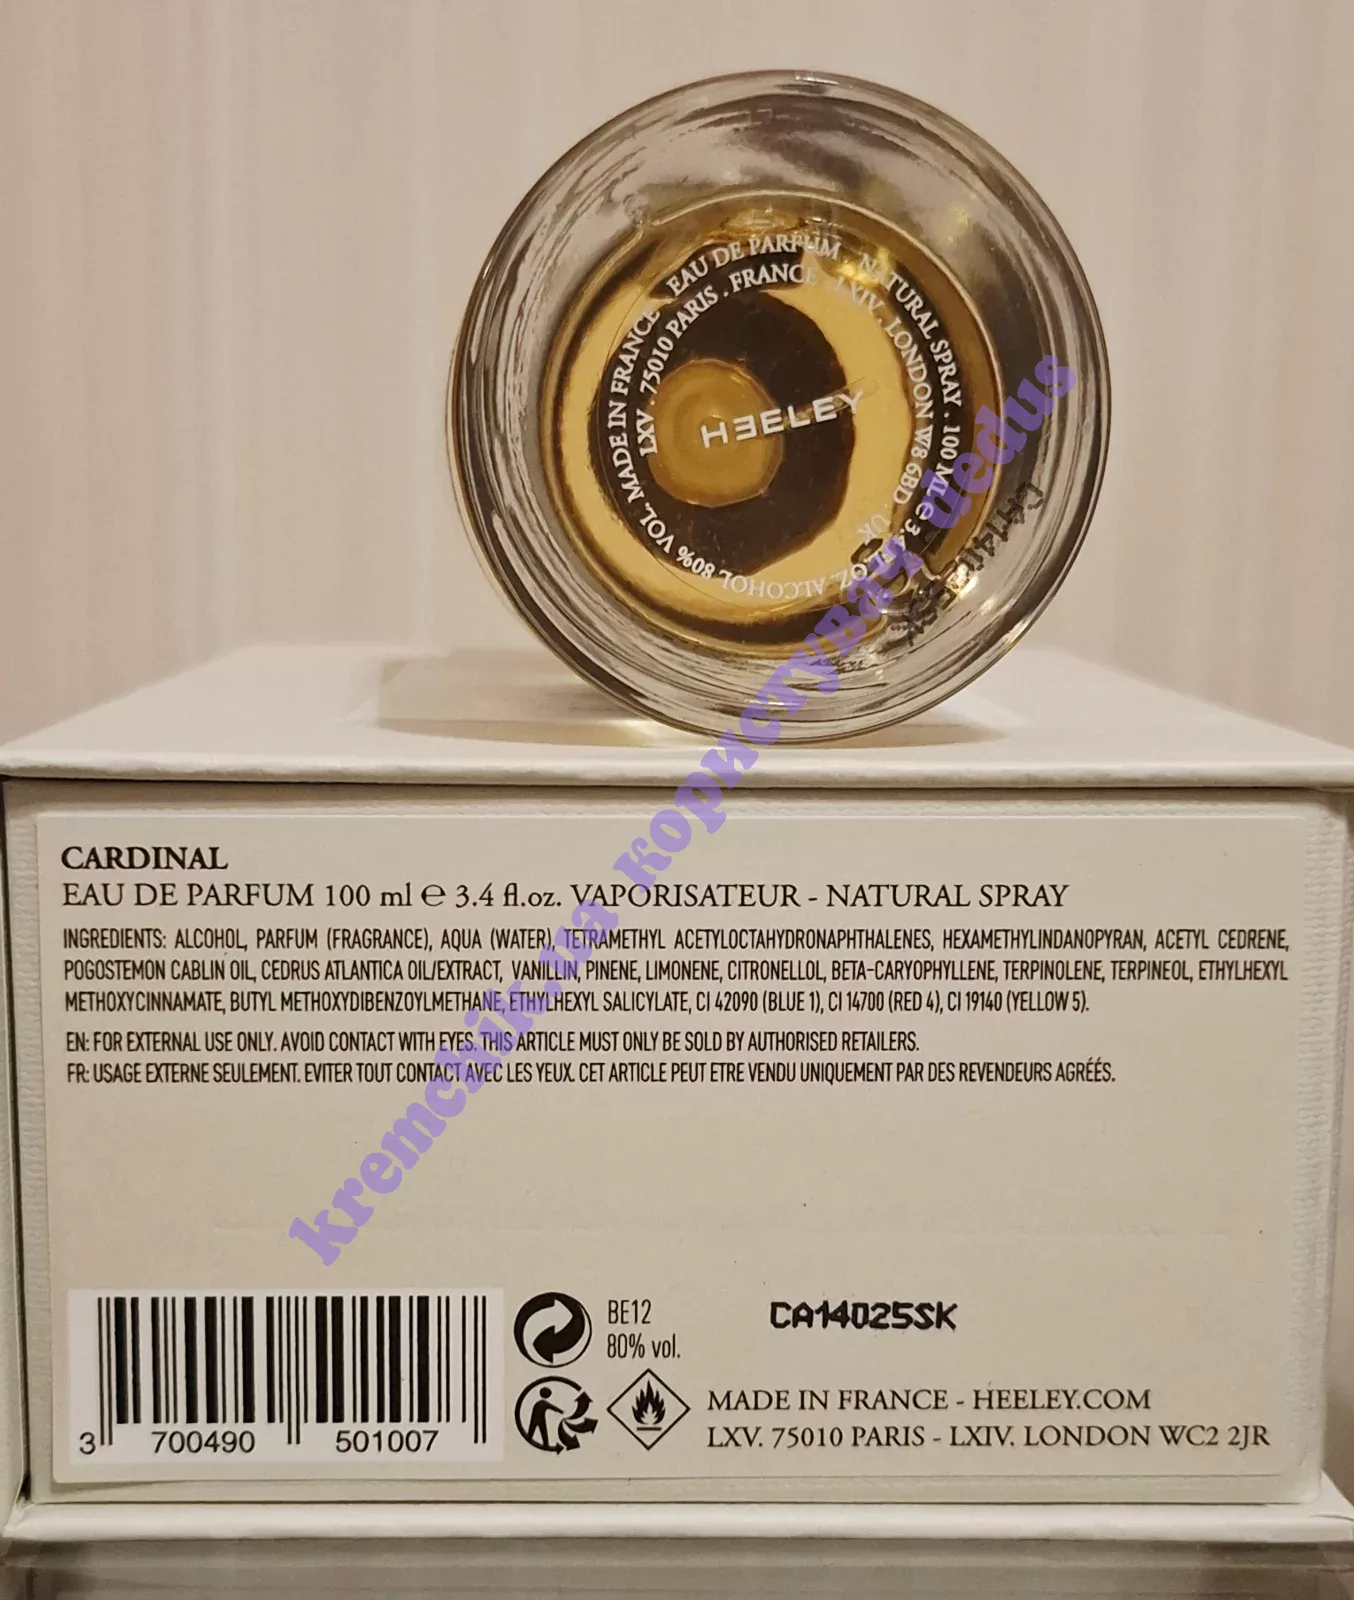 EAU DE PARFUM . NATURAL SPRAY . 100 ML e 3.4 FL.OZ. ALCOHOL 80% VOL. MADE IN FRANCE
LXV . 75010 PARIS . FRANCE . LXIV . LONDON W8 6BD . UK
HEELEY
CA14025SK
kremchik.ua користувач dedus
CARDINAL
EAU DE PARFUM 100 ml e 3.4 fl.oz. VAPORISATEUR - NATURAL SPRAY
INGREDIENTS: ALCOHOL, PARFUM (FRAGRANCE), AQUA (WATER), TETRAMETHYL ACETYLOCTAHYDRONAPHTHALENES, HEXAMETHYLINDANOPYRAN, ACETYL CEDRENE,
POGOSTEMON CABLIN OIL, CEDRUS ATLANTICA OIL/EXTRACT, VANILLIN, PINENE, LIMONENE, CITRONELLOL, BETA-CARYOPHYLLENE, TERPINOLENE, TERPINEOL, ETHYLHEXYL
METHOXYCINNAMATE, BUTYL METHOXYDIBENZOYLMETHANE, ETHYLHEXYL SALICYLATE, CI 42090 (BLUE 1), CI 14700 (RED 4), CI 19140 (YELLOW 5).
EN: FOR EXTERNAL USE ONLY. AVOID CONTACT WITH EYES. THIS ARTICLE MUST ONLY BE SOLD BY AUTHORISED RETAILERS.
FR: USAGE EXTERNE SEULEMENT. EVITER TOUT CONTACT AVEC LES YEUX. CET ARTICLE PEUT ETRE VENDU UNIQUEMENT PAR DES REVENDEURS AGRÉÉS.
BE12
80% vol.
CA14025SK
MADE IN FRANCE - HEELEY.COM
LXV. 75010 PARIS - LXIV. LONDON WC2 2JR
3 700490 501007